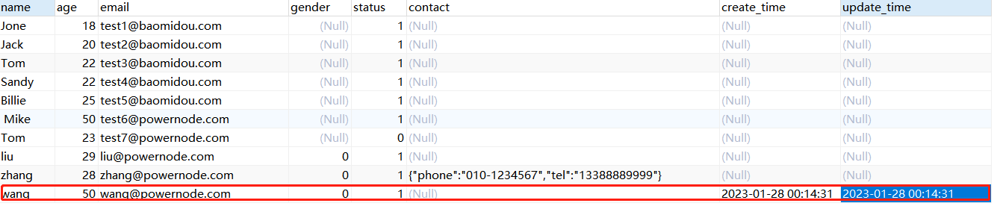 name age email gender status contact create_time update_time
Jone 18 test1@baomidou.com (Null) 1 (Null) (Null) (Null)
Jack 20 test2@baomidou.com (Null) 1 (Null) (Null) (Null)
Tom 22 test3@baomidou.com (Null) 1 (Null) (Null) (Null)
Sandy 22 test4@baomidou.com (Null) 1 (Null) (Null) (Null)
Billie 25 test5@baomidou.com (Null) 1 (Null) (Null) (Null)
Mike 50 test6@powernode.com (Null) 1 (Null) (Null) (Null)
Tom 23 test7@powernode.com (Null) 0 (Null) (Null) (Null)
liu 29 liu@powernode.com 0 1 (Null) (Null) (Null)
zhang 28 zhang@powernode.com 0 1 {"phone":"010-1234567","tel":"13388889999"} (Null) (Null)
wang 50 wang@powernode.com 0 1 (Null) 2023-01-28 00:14:31 2023-01-28 00:14:31